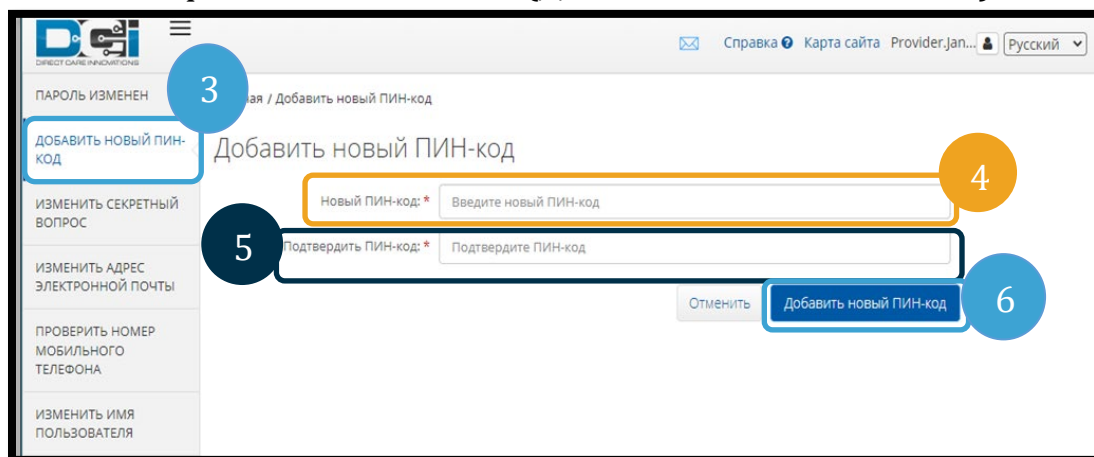 DCI
DIRECT CARE INNOVATIONS
Справка Карта сайта Provider.Jan... Русский
ПАРОЛЬ ИЗМЕНЕН
3
ая / Добавить новый ПИН-код
ДОБАВИТЬ НОВЫЙ ПИН-
КОД
Добавить новый ПИН-код
4
ИЗМЕНИТЬ СЕКРЕТНЫЙ
ВОПРОС
Новый ПИН-код: * Введите новый ПИН-код
5
Подтвердить ПИН-код: * Подтвердите ПИН-код
ИЗМЕНИТЬ АДРЕС
ЭЛЕКТРОННОЙ ПОЧТЫ
Отменить Добавить новый ПИН-код 6
ПРОВЕРИТЬ НОМЕР
МОБИЛЬНОГО
ТЕЛЕФОНА
ИЗМЕНИТЬ ИМЯ
ПОЛЬЗОВАТЕЛЯ